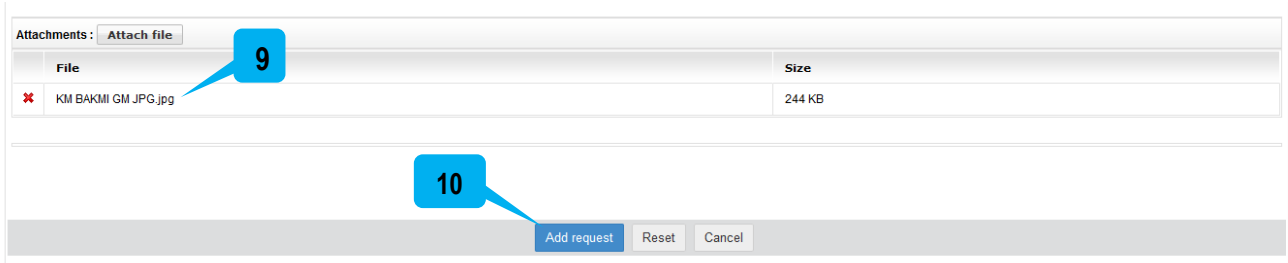 Attachments : Attach file
9
File Size
KM BAKMI GM JPG.jpg 244 KB
10
Add request Reset Cancel